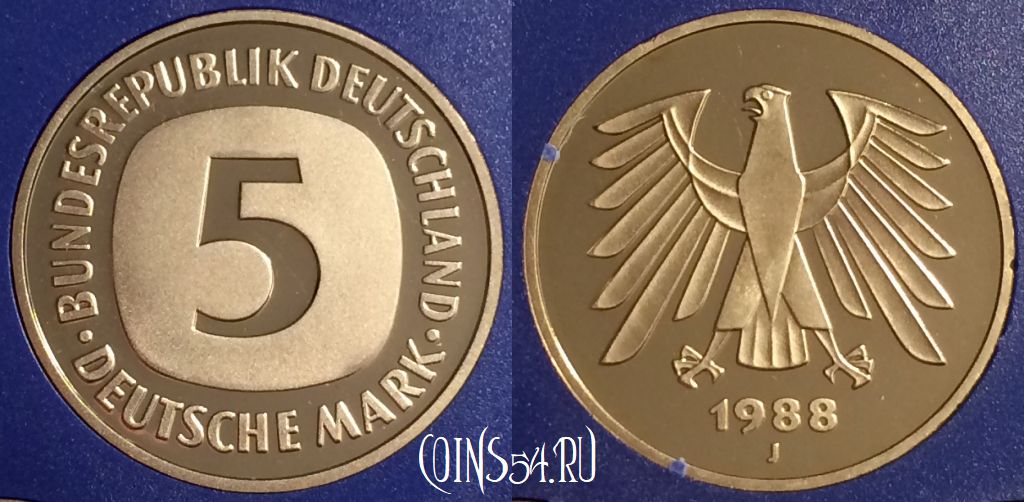 BUNDESREPUBLIK DEUTSCHLAND
5
· DEUTSCHE MARK ·
1988
J
COINS54.RU